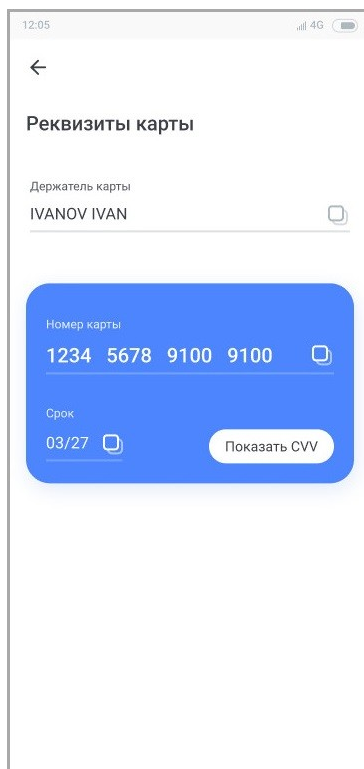 12:05 4G
Реквизиты карты
Держатель карты
IVANOV IVAN
Номер карты
1234 5678 9100 9100
Срок
03/27 Показать CVV